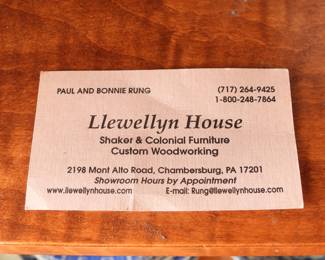 PAUL AND BONNIE RUNG (717) 264-9425
1-800-248-7864
Llewellyn House
Shaker & Colonial Furniture
Custom Woodworking
2198 Mont Alto Road, Chambersburg, PA 17201
Showroom Hours by Appointment
www.llewellynhouse.com E-mail: Rung@llewellynhouse.com